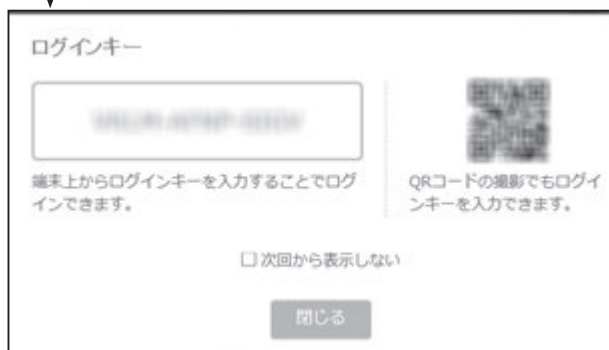 ログインキー
端末上からログインキーを入力することでログ
インできます。
QRコードの撮影でもログイ
ンキーを入力できます。
□次回から表示しない
閉じる